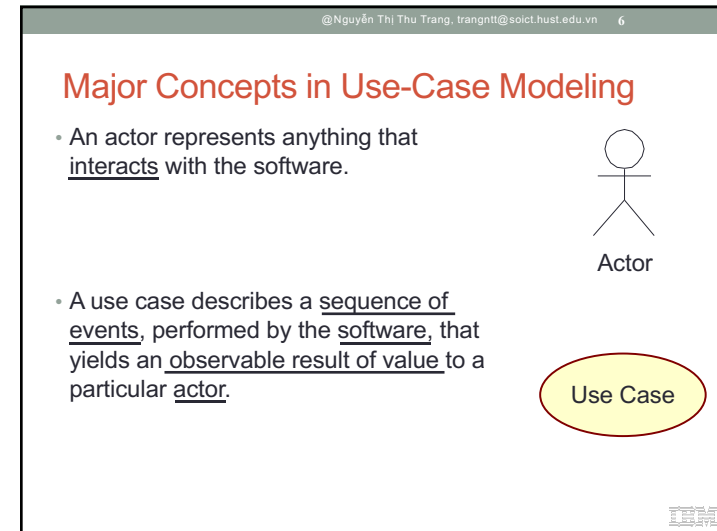 @Nguyễn Thị Thu Trang, trangntt@soict.hust.edu.vn 6
Major Concepts in Use-Case Modeling
• An actor represents anything that
interacts with the software.
Actor
• A use case describes a sequence of
events, performed by the software, that
yields an observable result of value to a
particular actor.
Use Case
IBM